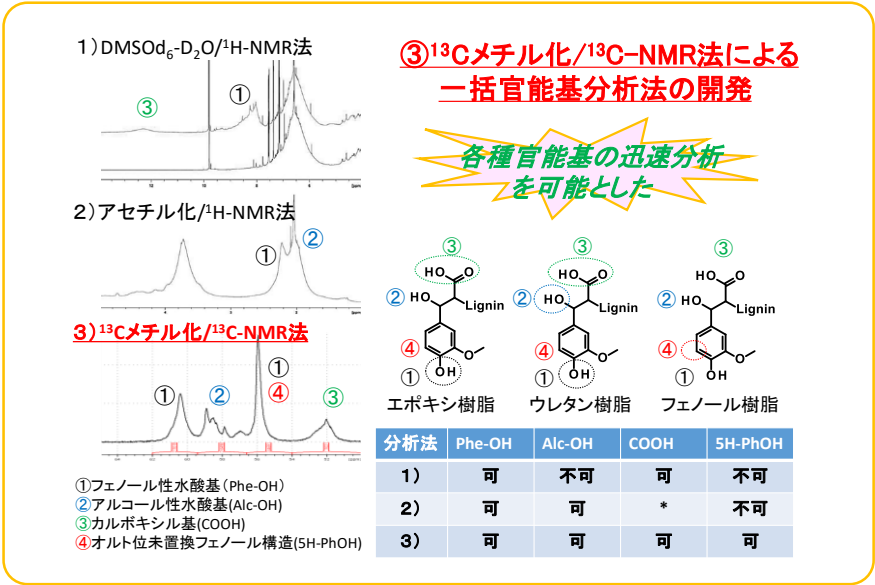 1）DMSOd6-D2O/1H-NMR法
③
①
2）アセチル化/1H-NMR法
①
②
3）13Cメチル化/13C-NMR法
①
②
①
④
③
①フェノール性水酸基（Phe-OH）
②アルコール性水酸基(Alc-OH)
③カルボキシル基(COOH)
④オルト位未置換フェノール構造(5H-PhOH)
③13Cメチル化/13C-NMR法による
一括官能基分析法の開発
各種官能基の迅速分析
を可能とした
③
HO
O
②
HO
Lignin
④
O
①
OH
エポキシ樹脂
③
HO
O
②
HO
Lignin
④
O
①
OH
ウレタン樹脂
③
HO
O
②
HO
Lignin
④
O
①
OH
フェノール樹脂
分析法 Phe-OH Alc-OH COOH 5H-PhOH
1） 可 不可 可 不可
2） 可 可 * 不可
3） 可 可 可 可